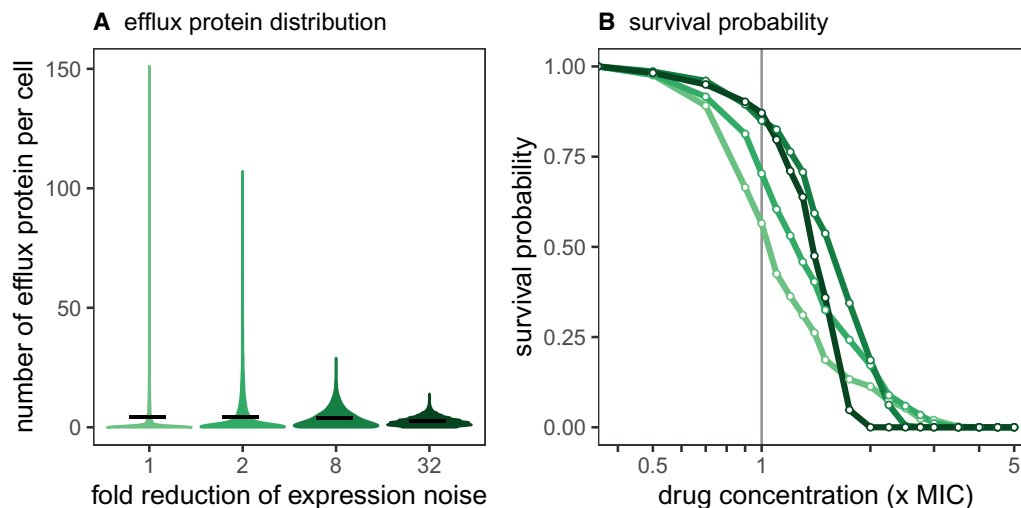 A efflux protein distribution
number of efflux protein per cell
150
100
50
0
1 2 8 32
fold reduction of expression noise
B survival probability
survival probability
1.00
0.75
0.50
0.25
0.00
0.5 1 5
drug concentration (x MIC)